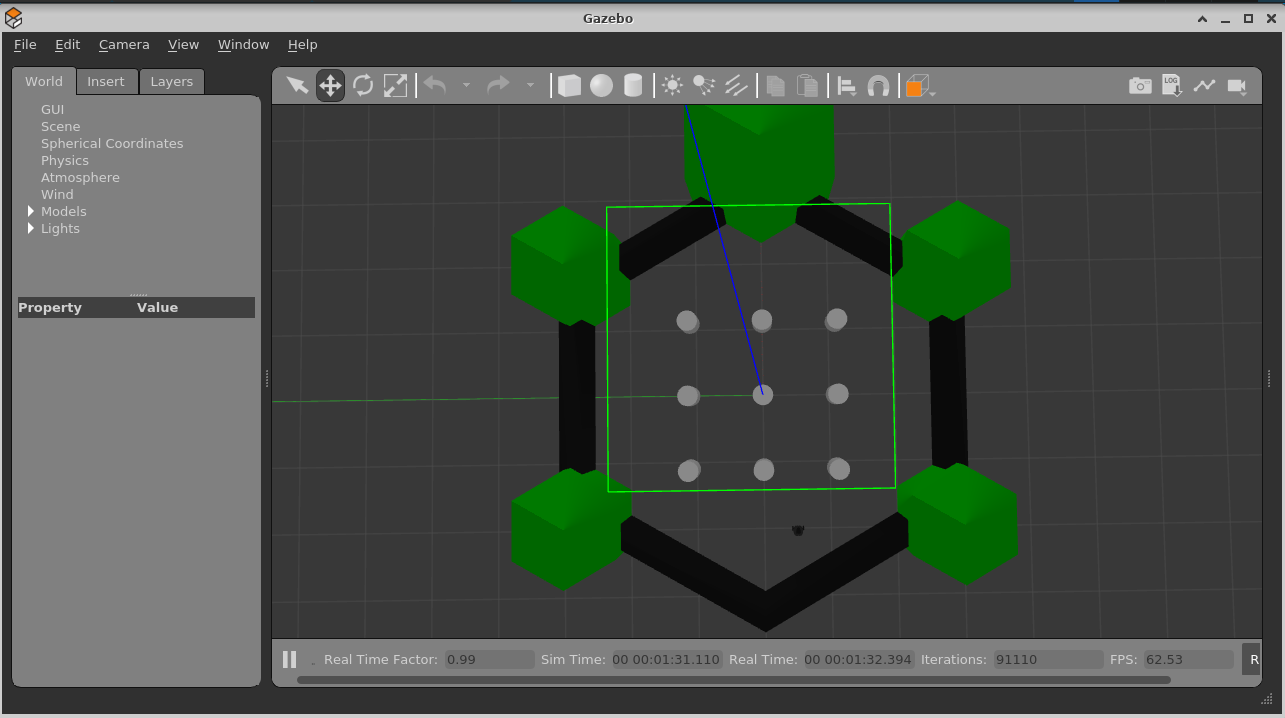 Gazebo
File Edit Camera View Window Help
World Insert Layers
LOG
GUI
Scene
Spherical Coordinates
Physics
Atmosphere
Wind
Models
Lights
Property Value
Real Time Factor: 0.99 Sim Time: 00 00:01:31.110 Real Time: 00 00:01:32.394 Iterations: 91110 FPS: 62.53 R